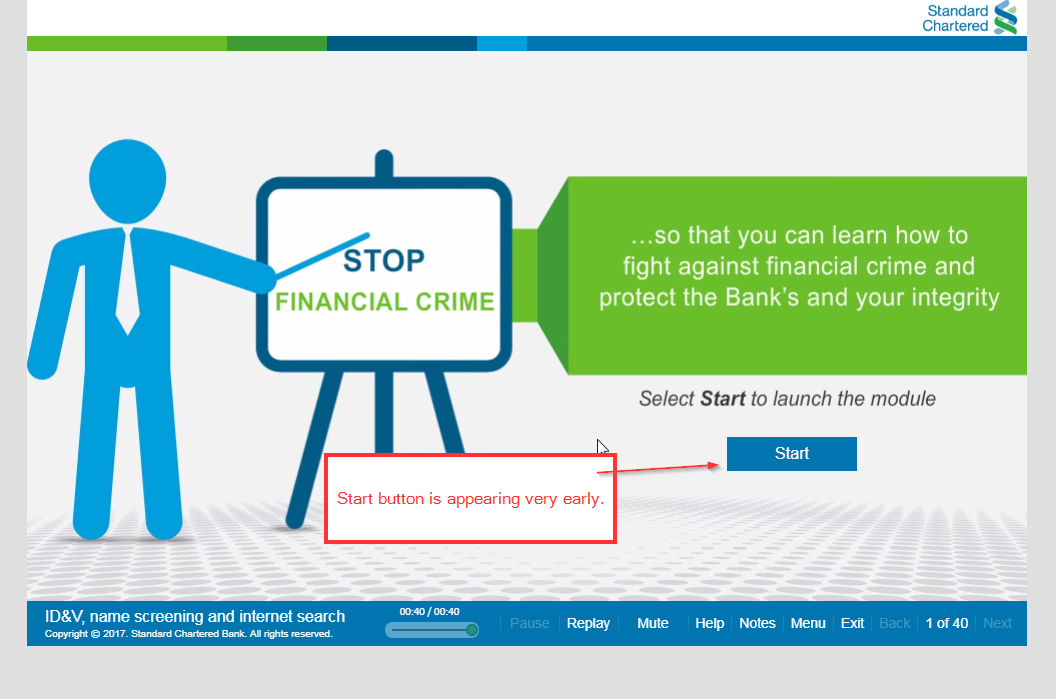 Standard
Chartered
STOP
FINANCIAL CRIME
...so that you can learn how to
fight against financial crime and
protect the Bank's and your integrity
Select Start to launch the module
Start
Start button is appearing very early.
ID&V, name screening and internet search
Copyright © 2017. Standard Chartered Bank. All rights reserved.
00:40 / 00:40
Pause Replay Mute Help Notes Menu Exit Back 1 of 40 Next